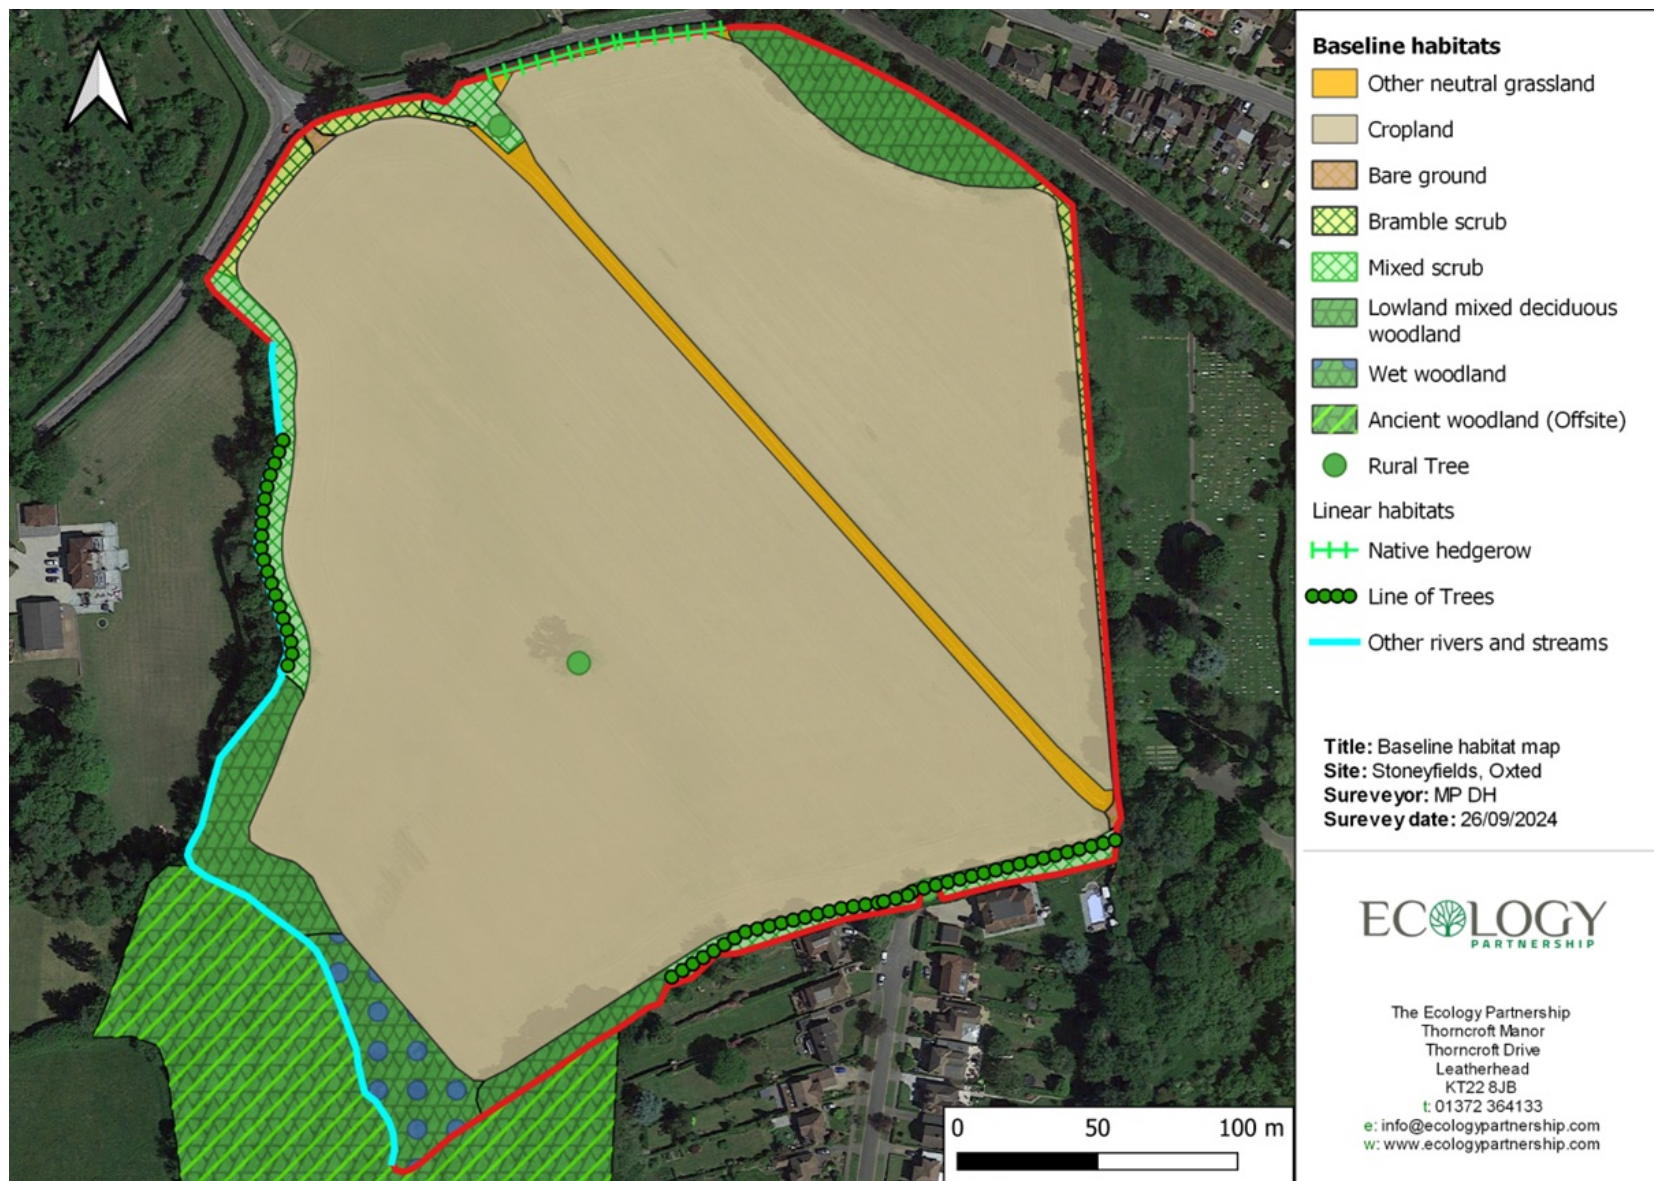 Baseline habitats
Other neutral grassland
Cropland
Bare ground
Bramble scrub
Mixed scrub
Lowland mixed deciduous
woodland
Wet woodland
Ancient woodland (Offsite)
Rural Tree
Linear habitats
Native hedgerow
Line of Trees
Other rivers and streams
Title: Baseline habitat map
Site: Stoneyfields, Oxted
Sureveyor: MP DH
Surevey date: 26/09/2024
ECOLOGY
PARTNERSHIP
The Ecology Partnership
Thorncroft Manor
Thorncroft Drive
Leatherhead
KT22 8JB
t: 01372 364133
e: info@ecologypartnership.com
w: www.ecologypartnership.com
0 50 100 m